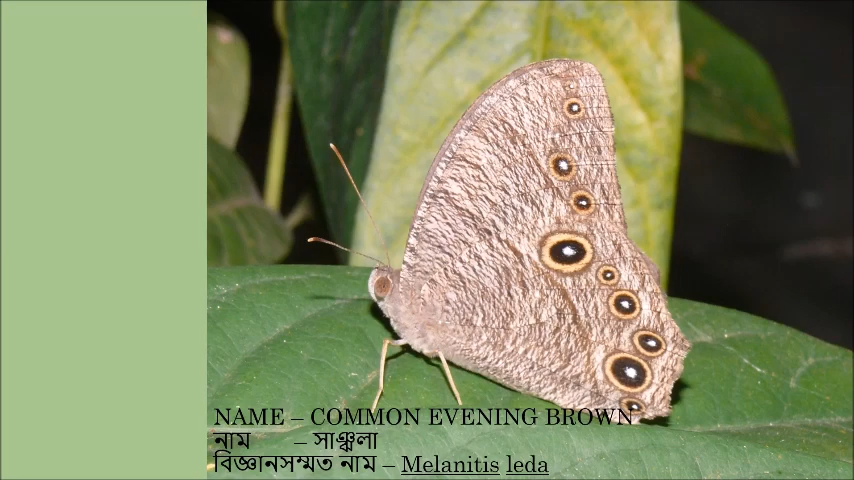 NAME – COMMON EVENING BROWN
নাম – সাঞ্ঝলা
বিজ্ঞানসম্মত নাম – Melanitis leda